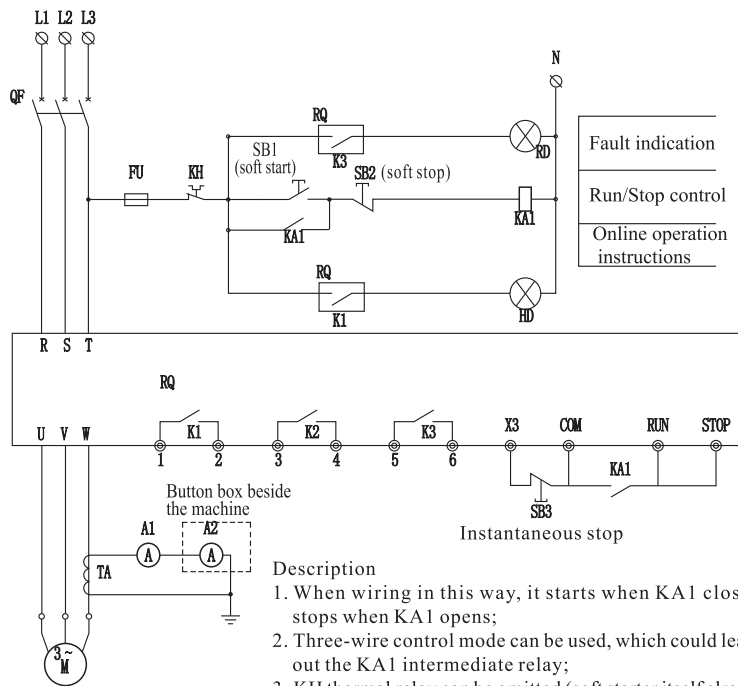 L1 L2 L3
N
QF
RQ
K3
RD
Fault indication
SB1
(soft start)
SB2 (soft stop)
FU
KH
KA1
KA1
Run/Stop control
Online operation
instructions
RQ
K1
HD
R S T
RQ
K1
K2
K3
X3
COM
RUN
STOP
U V W
1 2 3 4 5 6
KA1
SB3
Instantaneous stop
Button box beside
the machine
A1
A2
A
A
TA
3~
M
Description
1. When wiring in this way, it starts when KA1 clos
stops when KA1 opens;
2. Three-wire control mode can be used, which could lea
out the KA1 intermediate relay;